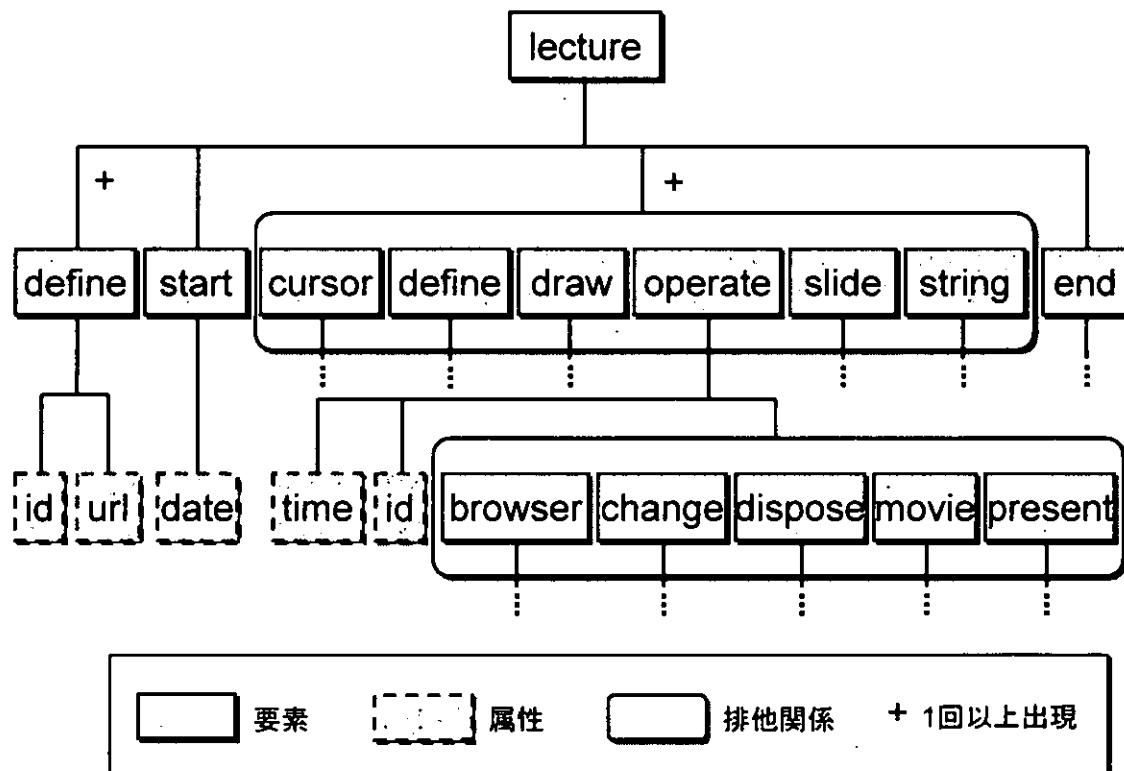 lecture
+ +
define start cursor define draw operate slide string end
id url date time id browser change dispose movie present
要素 属性 排他関係 + 1回以上出現